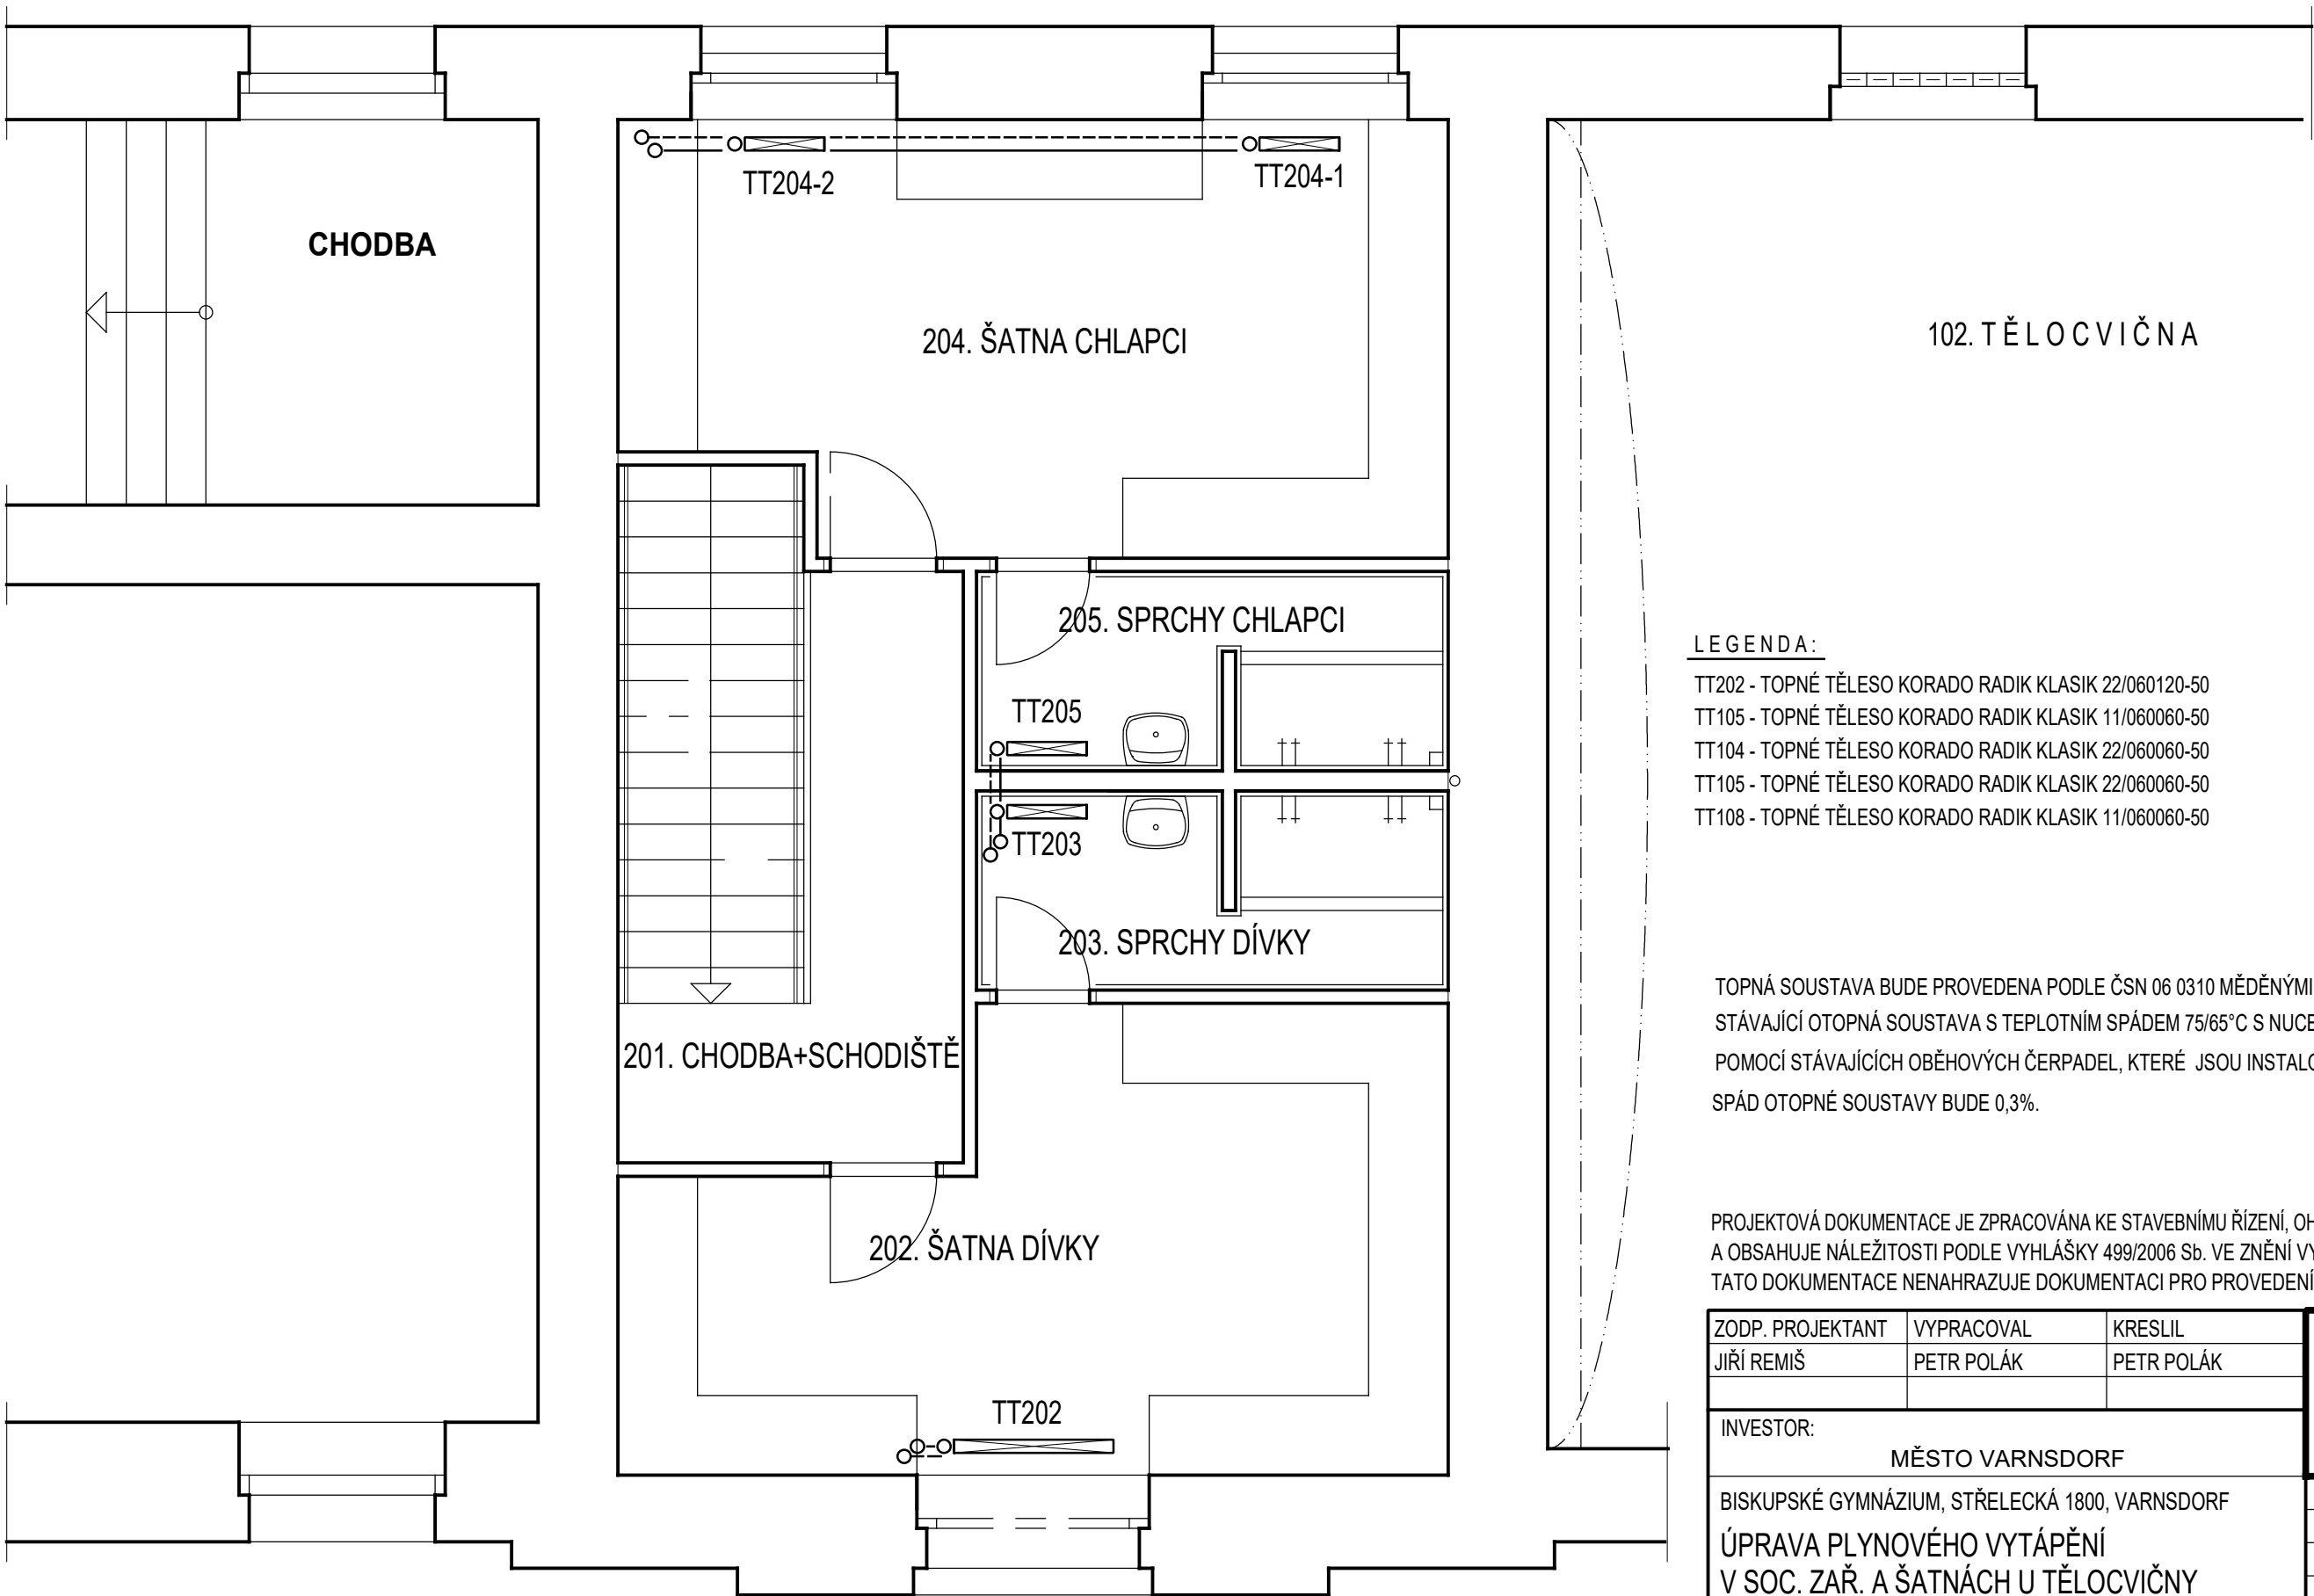 TT204-2
TT204-1
CHODBA
204. ŠATNA CHLAPCI
102. TĚLOCVIČNA
205. SPRCHY CHLAPCI
TT205
TT203
203. SPRCHY DÍVKY
201. CHODBA+SCHODIŠTĚ
202. ŠATNA DÍVKY
TT202
LEGENDA:
TT202 - TOPNÉ TĚLESO KORADO RADIK KLASIK 22/060120-50
TT105 - TOPNÉ TĚLESO KORADO RADIK KLASIK 11/060060-50
TT104 - TOPNÉ TĚLESO KORADO RADIK KLASIK 22/060060-50
TT105 - TOPNÉ TĚLESO KORADO RADIK KLASIK 22/060060-50
TT108 - TOPNÉ TĚLESO KORADO RADIK KLASIK 11/060060-50
TOPNÁ SOUSTAVA BUDE PROVEDENA PODLE ČSN 06 0310 MĚDĚNÝMI
STÁVAJÍCÍ OTOPNÁ SOUSTAVA S TEPLOTNÍM SPÁDEM 75/65°C S
POMOCÍ STÁVAJÍCÍCH OBĚHOVÝCH ČERPADEL, KTERÉ JSOU
SPÁD OTOPNÉ SOUSTAVY BUDE 0,3%.
PROJEKTOVÁ DOKUMENTACE JE ZPRACOVÁNA KE STAVEBNÍMU ŘÍZENÍ,
A OBSAHUJE NÁLEŽITOSTI PODLE VYHLÁŠKY 499/2006 Sb. VE ZNĚNÍ
TATO DOKUMENTACE NENAHRAZUJE DOKUMENTACI PRO PROVEDENÍ
ZODP. PROJEKTANT VYPRACOVAL KRESLIL
JIŘÍ REMIŠ PETR POLÁK PETR POLÁK
INVESTOR:
MĚSTO VARNSDORF
BISKUPSKÉ GYMNÁZIUM, STŘELECKÁ 1800, VARNSDORF
ÚPRAVA PLYNOVÉHO VYTÁPĚNÍ
V SOC. ZAŘ. A ŠATNÁCH U TĚLOCVIČNY